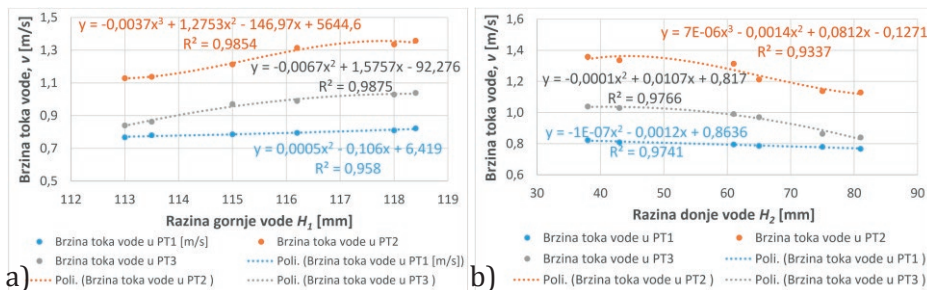 y = -0,0037x³ + 1,2753x² - 146,97x + 5644,6
R² = 0,9854
y = -0,0067x² + 1,5757x - 92,276
R² = 0,9875
y = 0,0005x² - 0,106x + 6,419
R² = 0,958
Brzina toka vode, v [m/s]
1,5
1,3
1,1
0,9
0,7
0,5
112 113 114 115 116 117 118 119
Razina gornje vode H₁ [mm]
Brzina toka vode u PT1 [m/s] Brzina toka vode u PT2
Brzina toka vode u PT3 Poli. (Brzina toka vode u PT1 [m/s])
Poli. (Brzina toka vode u PT2 ) Poli. (Brzina toka vode u PT3 )
a)
y = 7E-06x³ - 0,0014x² + 0,0812x - 0,1271
R² = 0,9337
y = -0,0001x² + 0,0107x + 0,817
R² = 0,9766
y = -1E-07x² - 0,0012x + 0,8636
R² = 0,9741
Brzina toka vode, v [m/s]
1,6
1,4
1,2
1,0
0,8
0,6
30 40 50 60 70 80 90
Razina donje vode H₂ [mm]
Brzina toka vode u PT1 Brzina toka vode u PT2
Brzina toka vode u PT3 Poli. (Brzina toka vode u PT1 )
Poli. (Brzina toka vode u PT2 ) Poli. (Brzina toka vode u PT3 )
b)